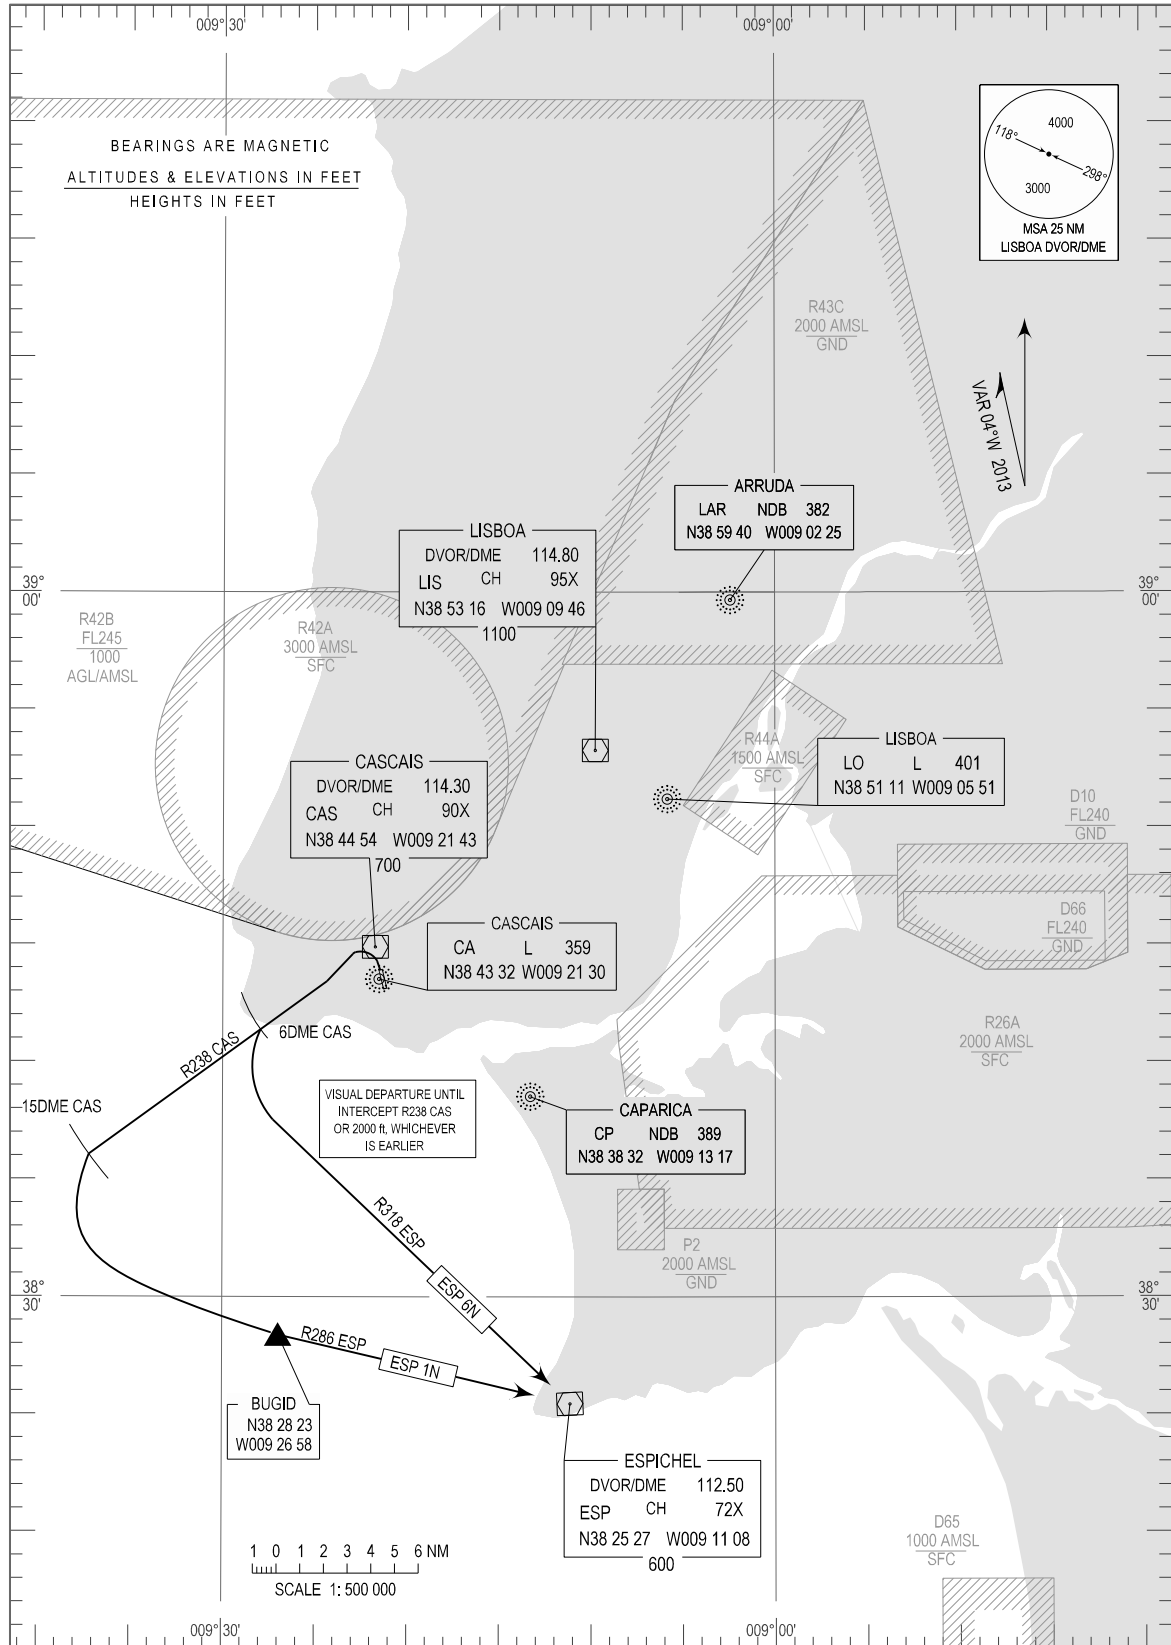 009° 30'
009° 00'
BEARINGS ARE MAGNETIC
ALTITUDES & ELEVATIONS IN FEET
HEIGHTS IN FEET
4000
118°
298°
3000
MSA 25 NM
LISBOA DVOR/DME
R43C
2000 AMSL
GND
VAR 04°W 2013
ARRUDA
LAR NDB 382
N38 59 40 W009 02 25
LISBOA
DVOR/DME 114.80
LIS CH 95X
N38 53 16 W009 09 46
1100
39°
00'
39°
00'
R42B
FL245
1000
AGL/AMSL
R42A
3000 AMSL
SFC
R44A
1500 AMSL
SFC
LISBOA
LO L 401
N38 51 11 W009 05 51
CASCAIS
DVOR/DME 114.30
CAS CH 90X
N38 44 54 W009 21 43
700
D10
FL240
GND
D66
FL240
GND
CASCAIS
CA L 359
N38 43 32 W009 21 30
R26A
2000 AMSL
SFC
6DME CAS
R238 CAS
15DME CAS
VISUAL DEPARTURE UNTIL
INTERCEPT R238 CAS
OR 2000 ft, WHICHEVER
IS EARLIER
CAPARICA
CP NDB 389
N38 38 32 W009 13 17
R318 ESP
ESP 6N
P2
2000 AMSL
GND
38°
30'
38°
30'
R286 ESP
ESP 1N
BUGID
N38 28 23
W009 26 58
ESPICHEL
DVOR/DME 112.50
ESP CH 72X
N38 25 27 W009 11 08
600
D65
1000 AMSL
SFC
1 0 1 2 3 4 5 6 NM
SCALE 1: 500 000
009° 30'
009° 00'